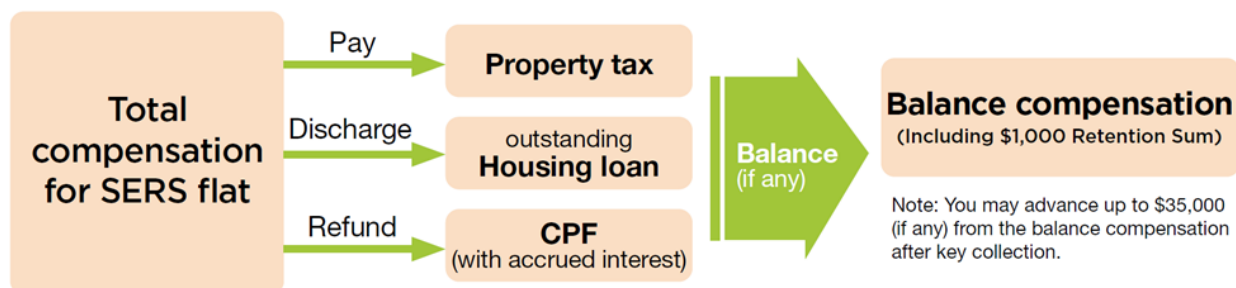 Total
compensation
for SERS flat
Pay
Property tax
Discharge
outstanding
Housing loan
Refund
CPF
(with accrued interest)
Balance
(if any)
Balance compensation
(Including $1,000 Retention Sum)
Note: You may advance up to $35,000
(if any) from the balance compensation
after key collection.